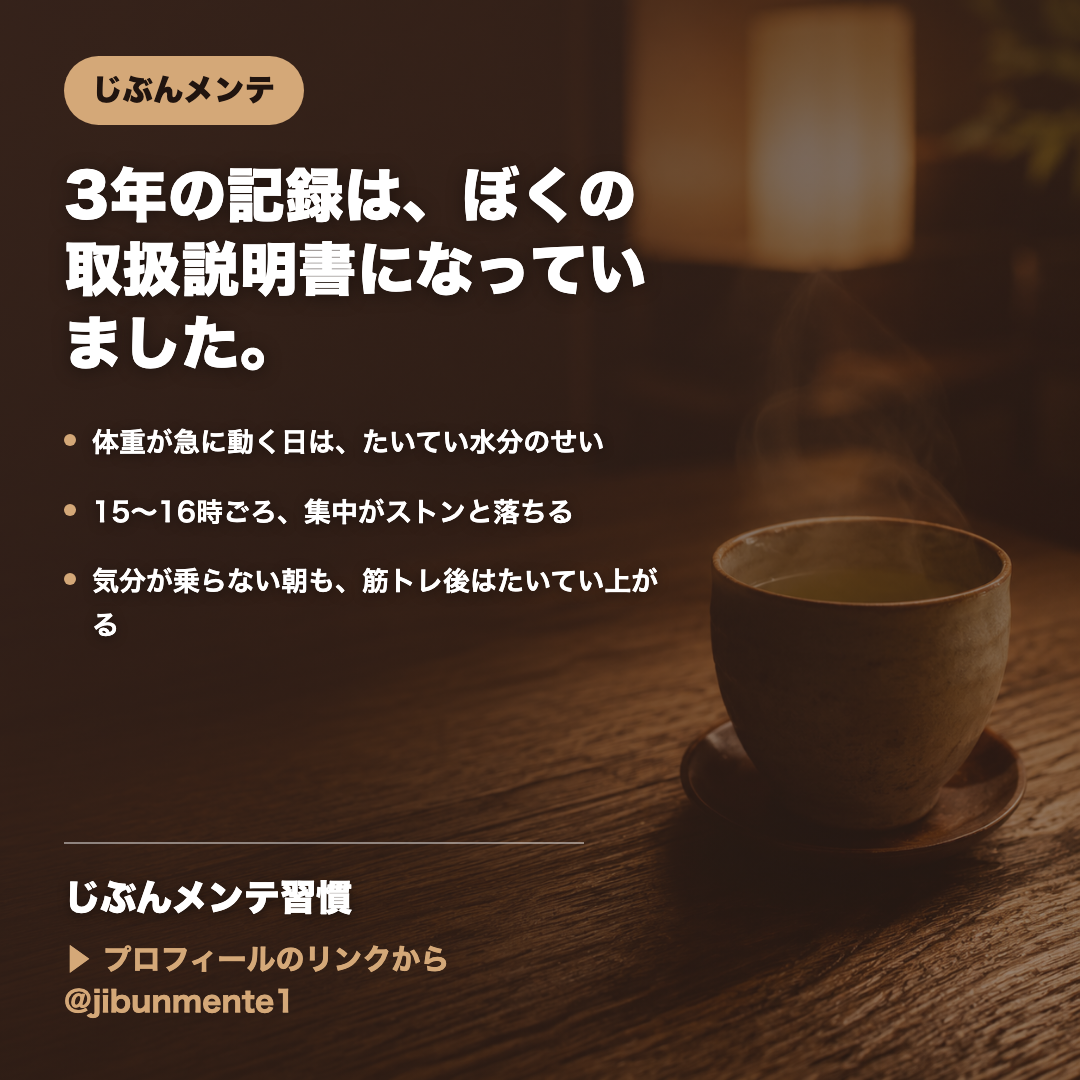 じぶんメンテ
3年の記録は、ぼくの
取扱説明書になってい
ました。
• 体重が急に動く日は、たいてい水分のせい
• 15〜16時ごろ、集中がストンと落ちる
• 気分が乗らない朝も、筋トレ後はたいてい上が
る
じぶんメンテ習慣
▶ プロフィールのリンクから
@jibunmente1